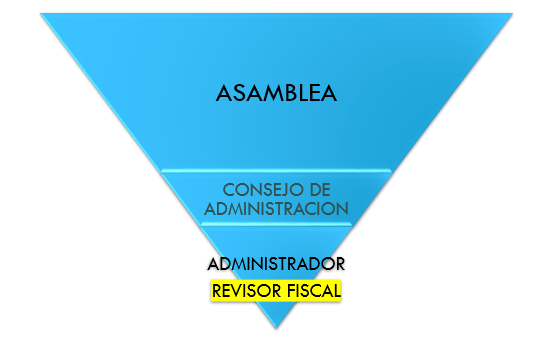 ASAMBLEA
CONSEJO DE
ADMINISTRACION
ADMINISTRADOR
REVISOR FISCAL